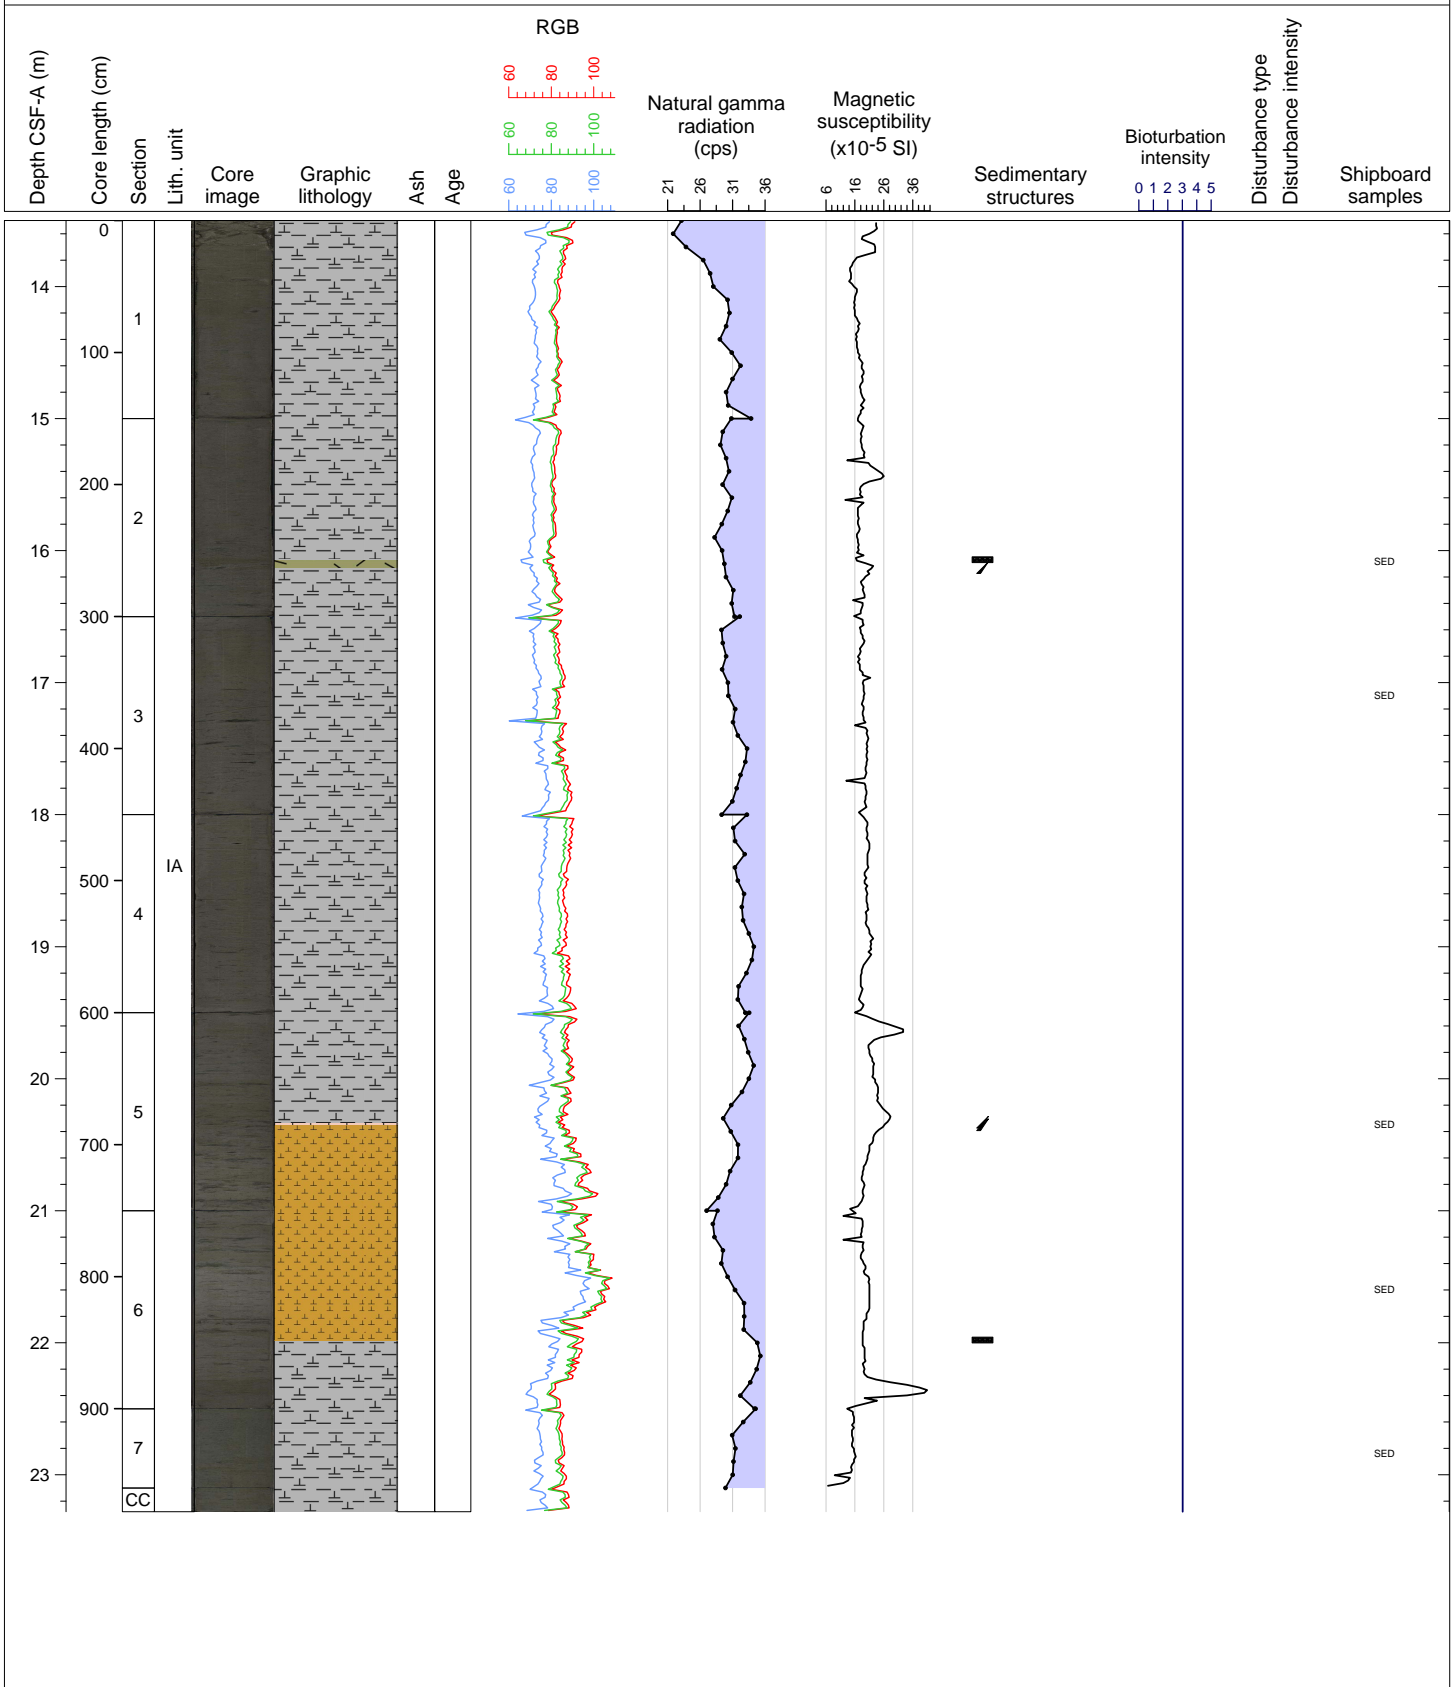 RGB
60 80 100
60 80 100
60 80 100
Depth CSF-A (m)
Core length (cm)
Section
Lith. unit
Core
image
Graphic
lithology
Ash
Age
Natural gamma
radiation
(cps)
21 26 31 36
Magnetic
susceptibility
(x10-5 SI)
6 16 26 36
Sedimentary
structures
Bioturbation
intensity
0 1 2 3 4 5
Disturbance type
Disturbance intensity
Shipboard
samples
0
14
1
100
15
200
2
16
SED
300
17
SED
3
400
18
IA
500
4
19
600
20
5
SED
700
21
800
SED
6
22
900
7
SED
23
CC